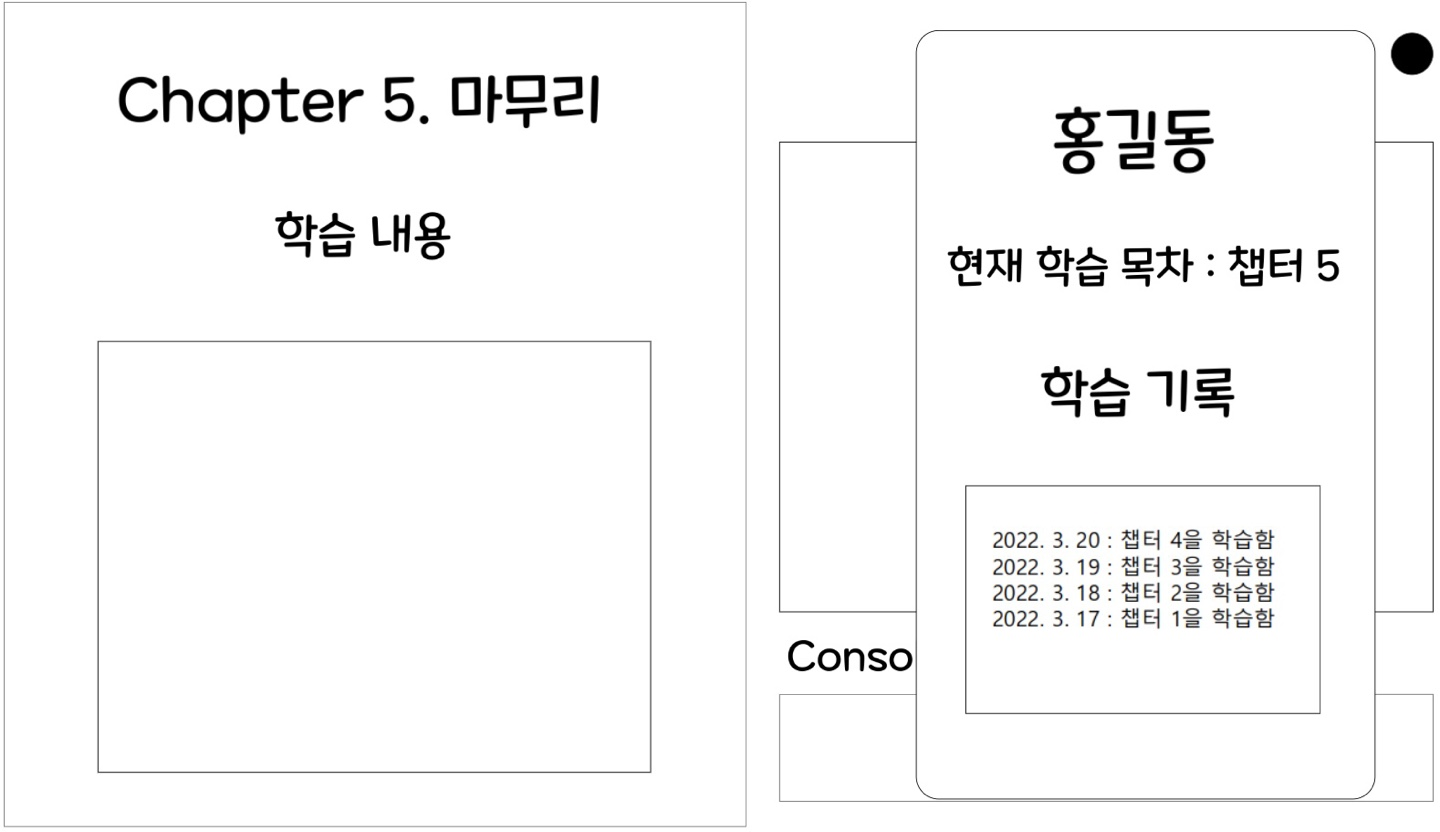 Chapter 5. 마무리
학습 내용
홍길동
현재 학습 목차 : 챕터 5
학습 기록
2022. 3. 20 : 챕터 4을 학습함
2022. 3. 19 : 챕터 3을 학습함
2022. 3. 18 : 챕터 2을 학습함
2022. 3. 17 : 챕터 1을 학습함
Conso